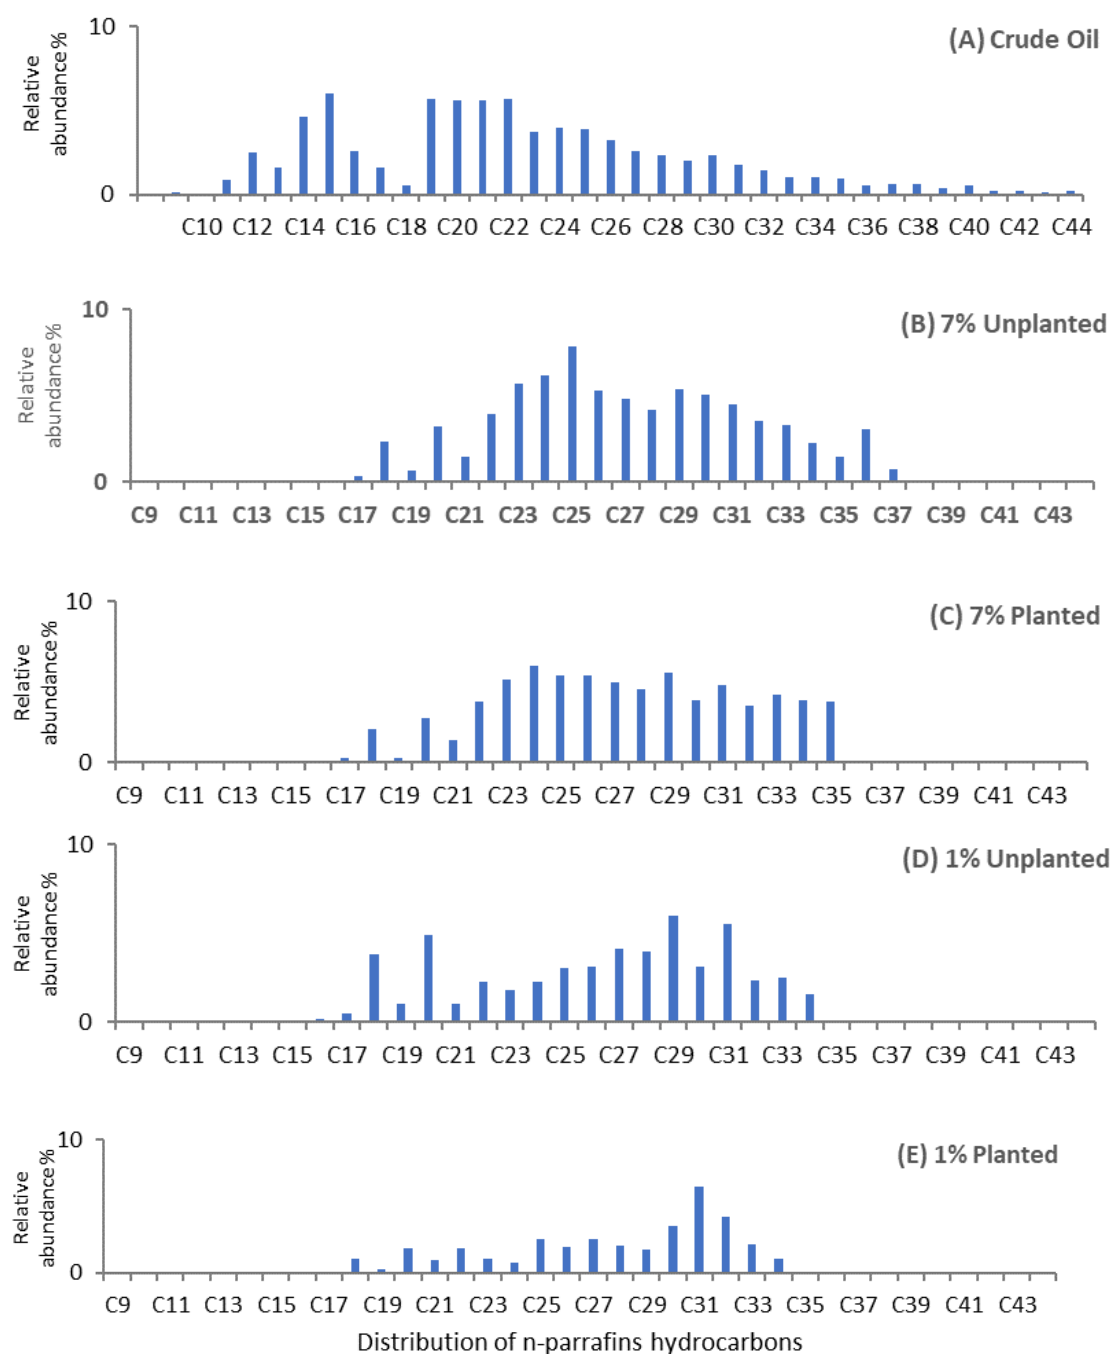 10
(A) Crude Oil
Relative
abundance%
0
C10 C12 C14 C16 C18 C20 C22 C24 C26 C28 C30 C32 C34 C36 C38 C40 C42 C44
10
(B) 7% Unplanted
Relative
abundance%
0
C9 C11 C13 C15 C17 C19 C21 C23 C25 C27 C29 C31 C33 C35 C37 C39 C41 C43
10
(C) 7% Planted
Relative
abundance%
0
C9 C11 C13 C15 C17 C19 C21 C23 C25 C27 C29 C31 C33 C35 C37 C39 C41 C43
10
(D) 1% Unplanted
Relative
abundance%
0
C9 C11 C13 C15 C17 C19 C21 C23 C25 C27 C29 C31 C33 C35 C37 C39 C41 C43
10
(E) 1% Planted
Relative
abundance%
0
C9 C11 C13 C15 C17 C19 C21 C23 C25 C27 C29 C31 C33 C35 C37 C39 C41 C43
Distribution of n-parrafins hydrocarbons